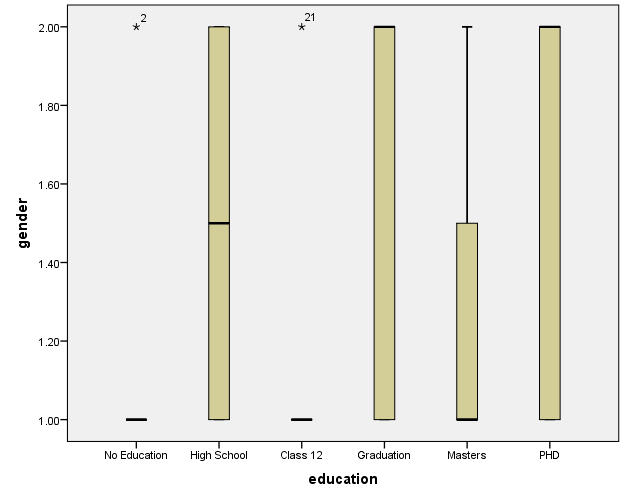 2.00
*2
*21
1.80
1.60
1.40
1.20
1.00
gender
No Education High School Class 12 Graduation Masters PHD
education